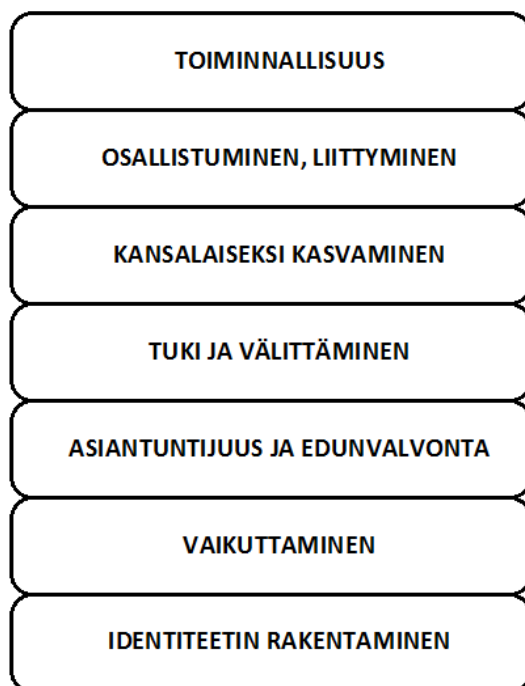 TOIMINNALLISUUS
OSALLISTUMINEN, LIITTYMINEN
KANSALAISEKSI KASVAMINEN
TUKI JA VÄLITTÄMINEN
ASIANTUNTIJUUS JA EDUNVALVONTA
VAIKUTTAMINEN
IDENTITEETIN RAKENTAMINEN